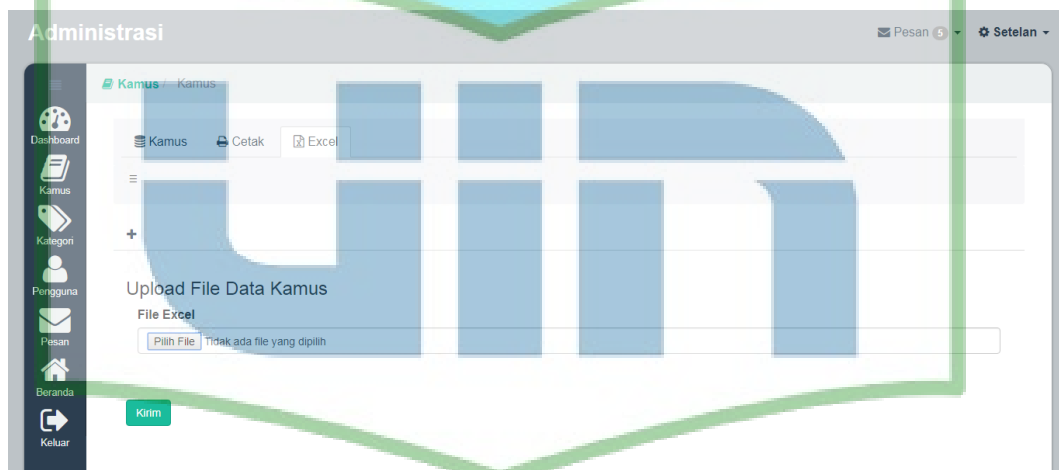 Administrasi
Pesan 5
Setelan
Kamus / Kamus
Dashboard
Kamus
Kategori
Pengguna
Pesan
Beranda
Keluar
Kamus
Cetak
Excel
Upload File Data Kamus
File Excel
Pilih File Tidak ada file yang dipilih
Kirim
uin